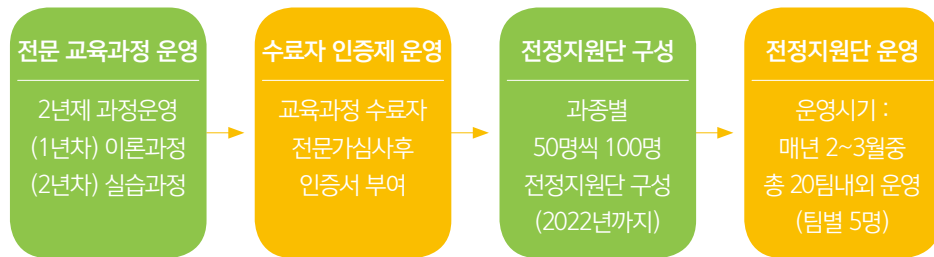 전문 교육과정 운영
2년제 과정운영
(1년차) 이론과정
(2년차) 실습과정
수료자 인증제 운영
교육과정 수료자
전문가심사후
인증서 부여
전정지원단 구성
과종별
50명씩 100명
전정지원단 구성
(2022년까지)
전정지원단 운영
운영시기 :
매년 2~3월중
총 20팀내외 운영
(팀별 5명)